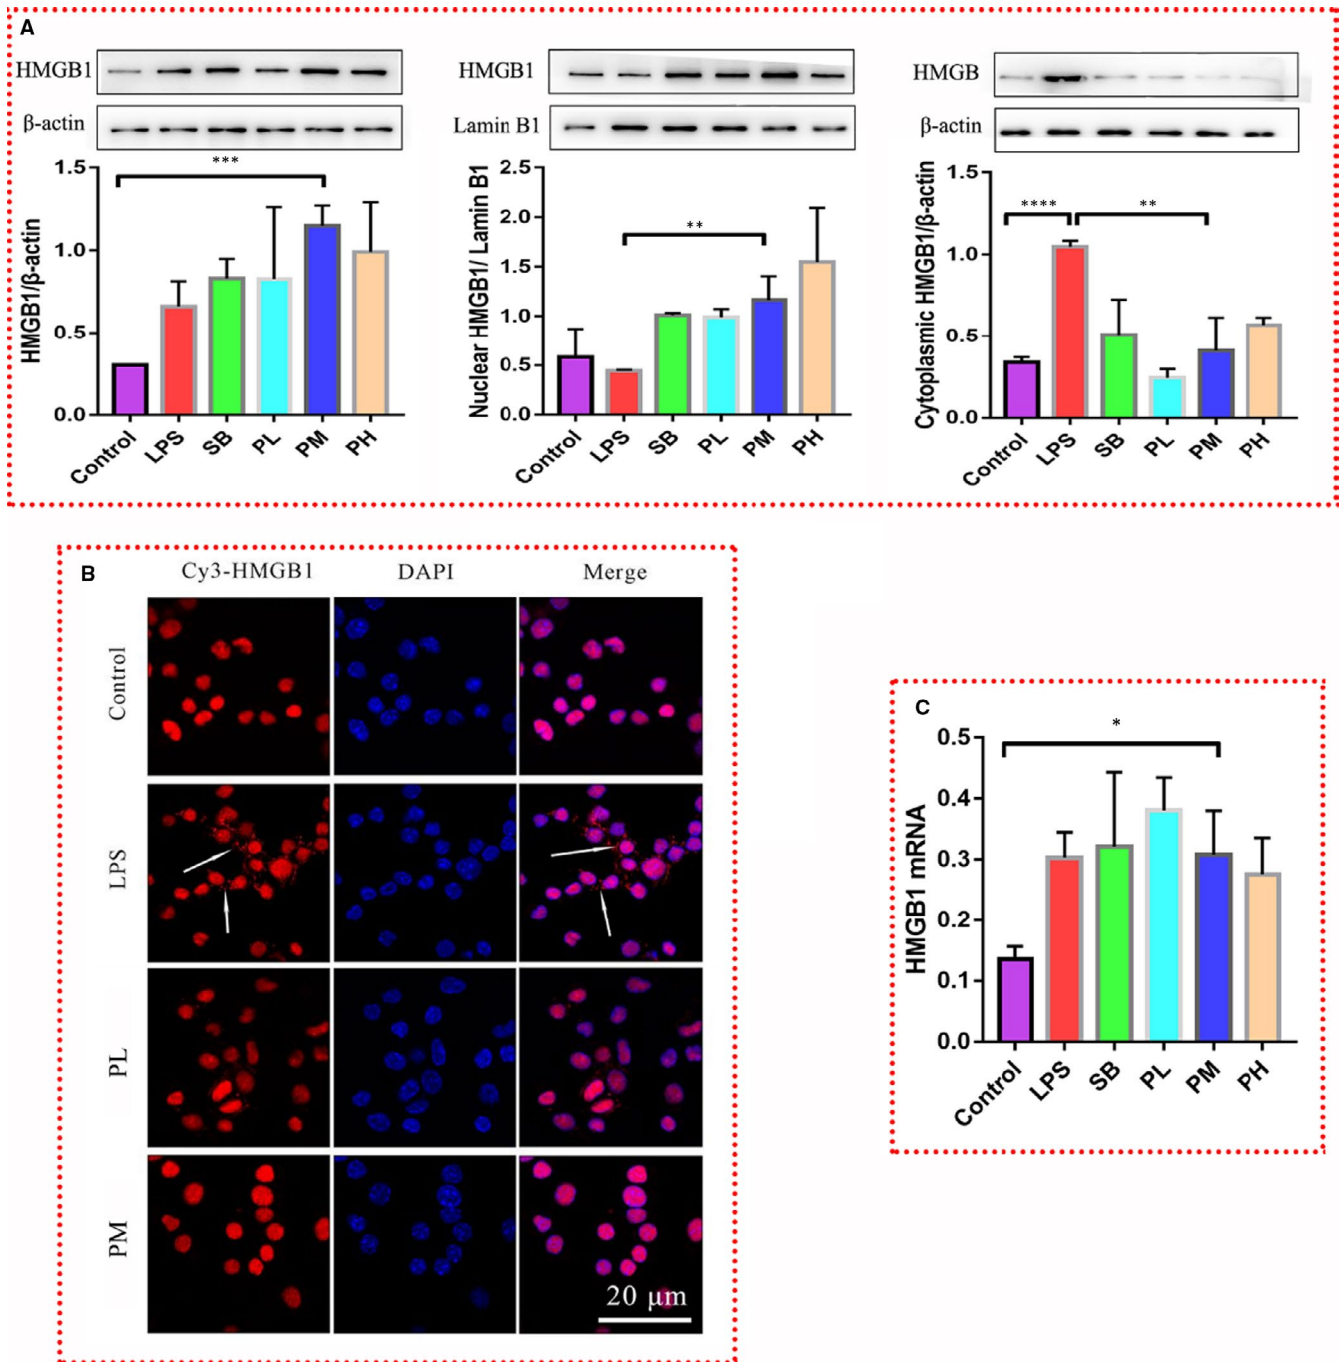 A
HMGB1
β-actin
***
HMGB1/β-actin
1.5
1.0
0.5
0.0
Control LPS SB PL PM PH
HMGB1
Lamin B1
**
Nuclear HMGB1/ Lamin B1
2.5
2.0
1.5
1.0
0.5
0.0
Control LPS SB PL PM PH
HMGB
β-actin
**** **
Cytoplasmic HMGB1/β-actin
1.5
1.0
0.5
0.0
Control LPS SB PL PM PH
B
Cy3-HMGB1 DAPI Merge
Control
LPS
PL
PM
20 μm
C
*
HMGB1 mRNA
0.5
0.4
0.3
0.2
0.1
0.0
Control LPS SB PL PM PH